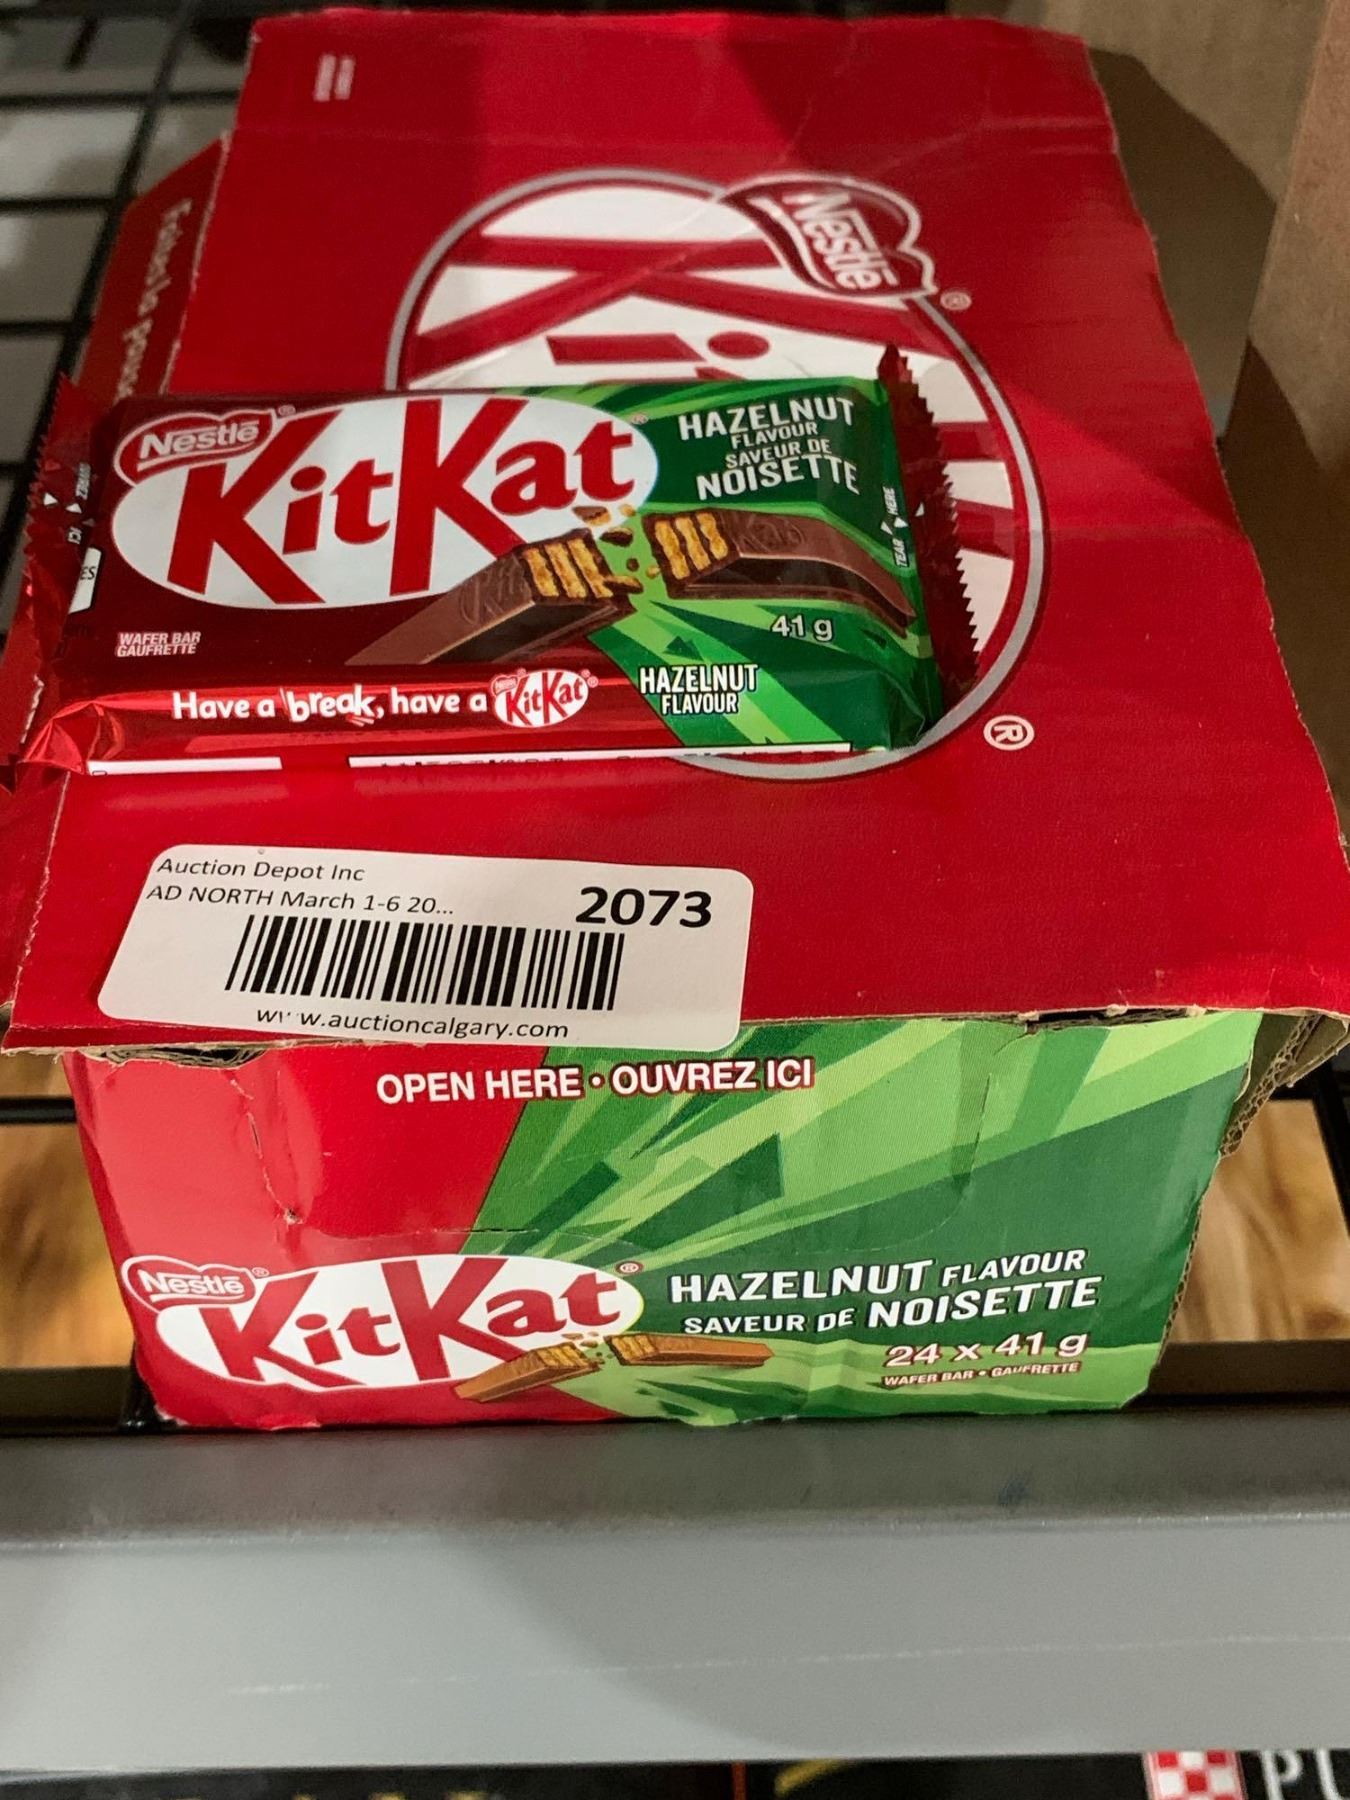 Nestlé
KitKat
HAZELNUT
FLAVOUR
SAVEUR DE
NOISETTE
TEAR HERE
41 g
WAFER BAR
GAUFRETTE
Have a break, have a KitKat
HAZELNUT
FLAVOUR
Auction Depot Inc
AD NORTH March 1-6 20...
2073
www.auctioncalgary.com
OPEN HERE • OUVREZ ICI
Nestlé
KitKat
HAZELNUT FLAVOUR
SAVEUR DE NOISETTE
24 x 41 g
WAFER BAR • GAUFRETTE